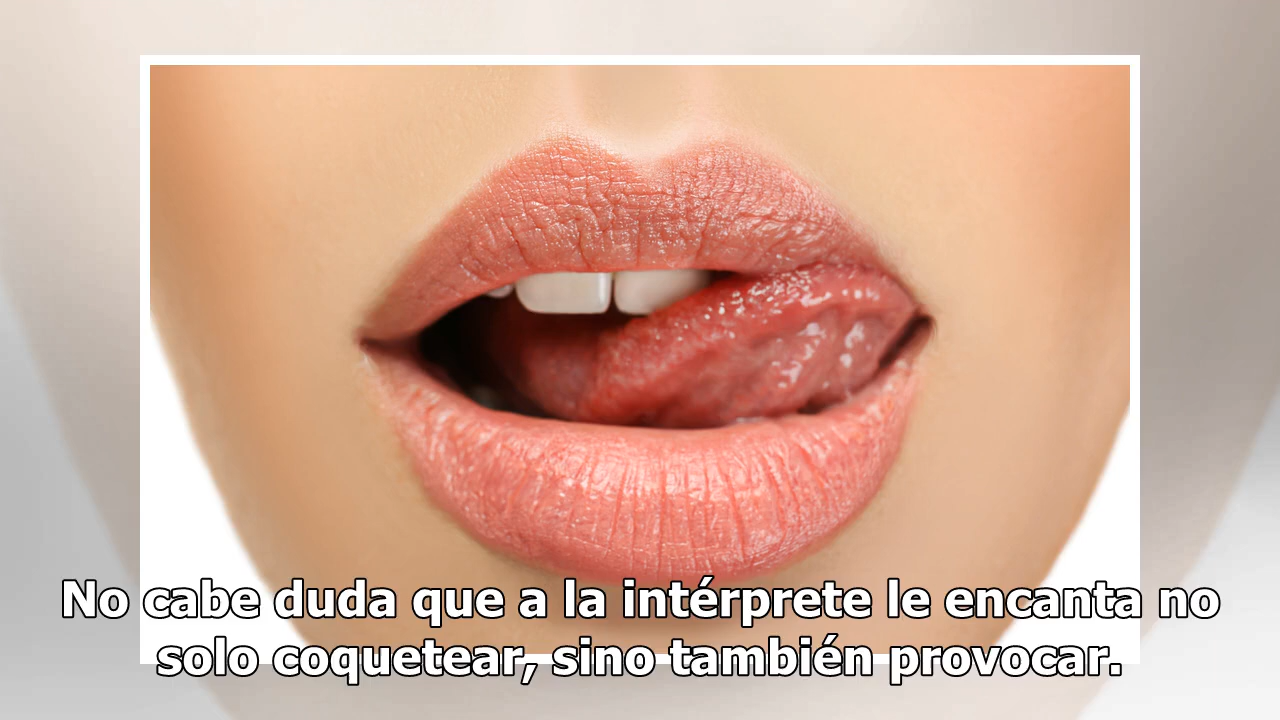 No cabe duda que a la intérprete le encanta no
solo coquetear, sino también provocar.